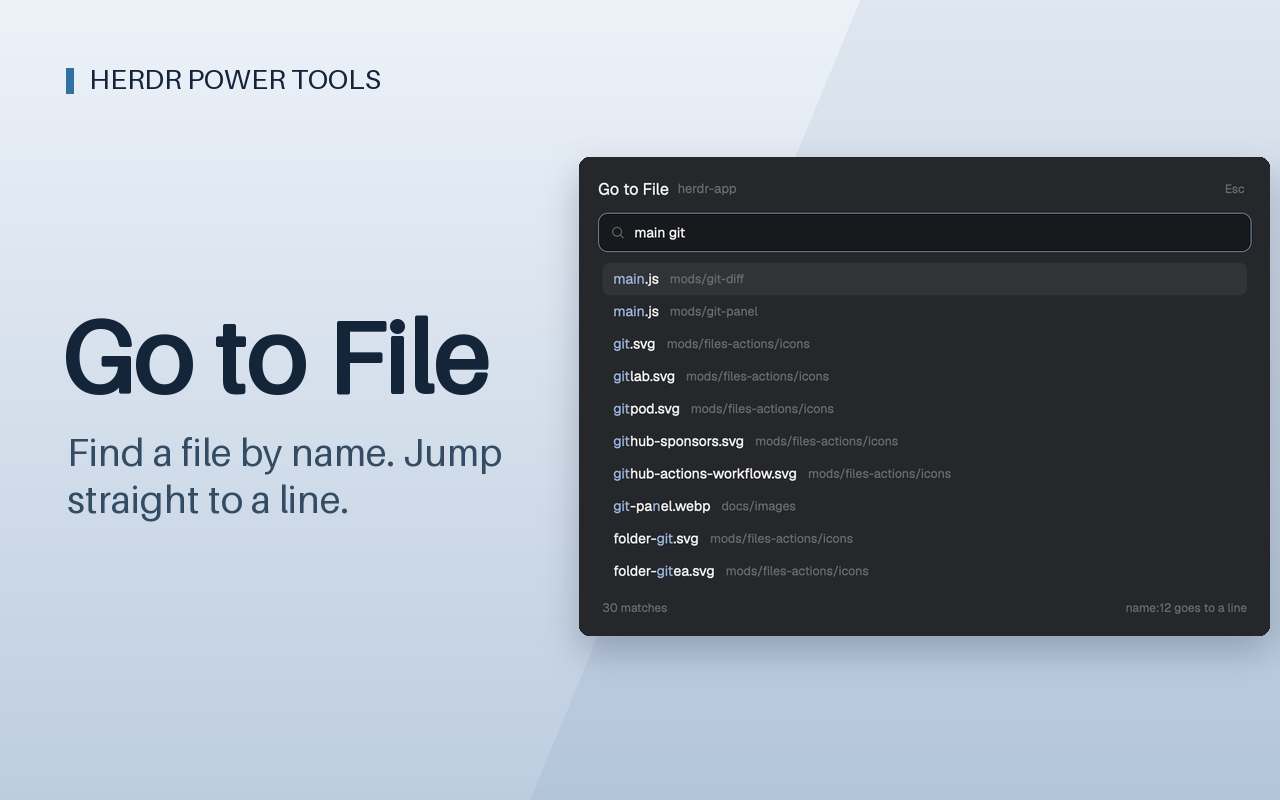 HERDR POWER TOOLS
Go to File
Find a file by name. Jump
straight to a line.
Go to File herdr-app Esc
main git
main.js mods/git-diff
main.js mods/git-panel
git.svg mods/files-actions/icons
gitlab.svg mods/files-actions/icons
gitpod.svg mods/files-actions/icons
github-sponsors.svg mods/files-actions/icons
github-actions-workflow.svg mods/files-actions/icons
git-panel.webp docs/images
folder-git.svg mods/files-actions/icons
folder-gitea.svg mods/files-actions/icons
30 matches name:12 goes to a line